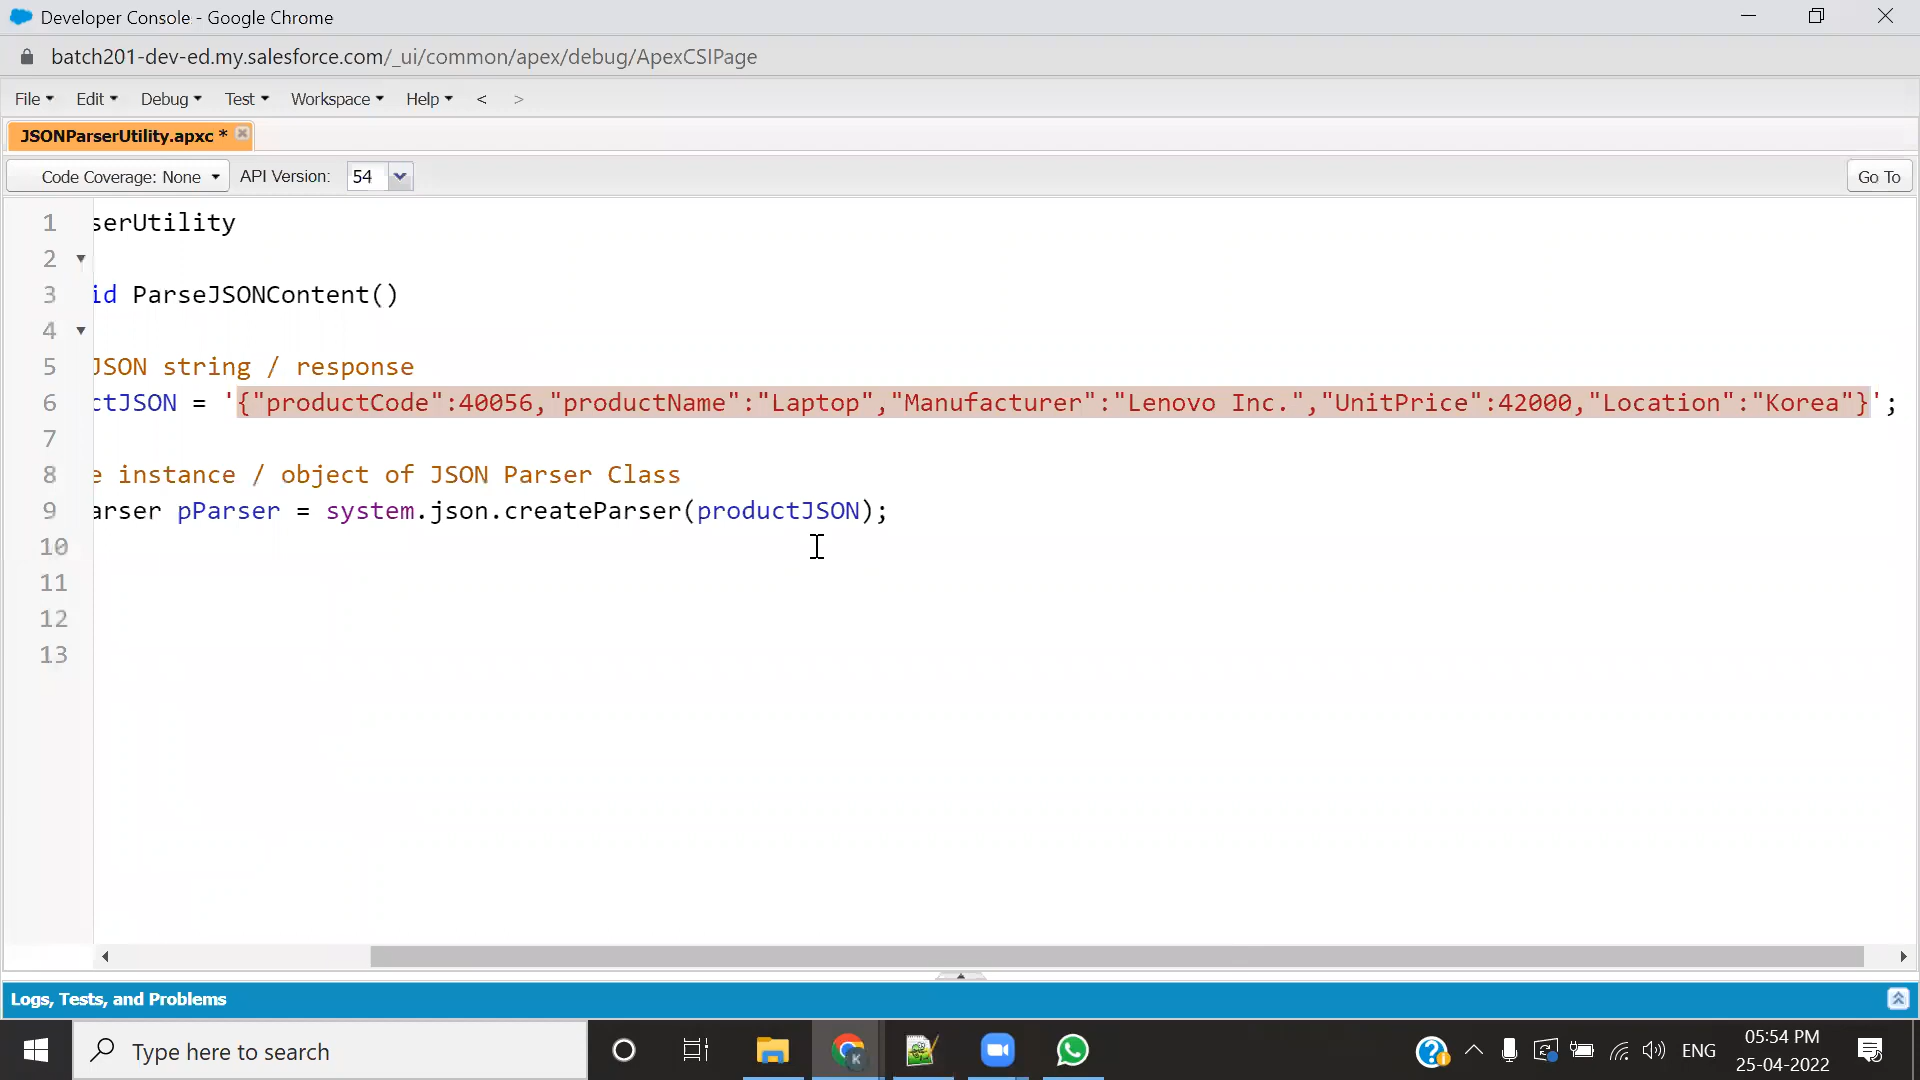 Developer Console - Google Chrome
batch201-dev-ed.my.salesforce.com/_ui/common/apex/debug/ApexCSIPage
File Edit Debug Test Workspace Help < >
JSONParserUtility.apxc *
Code Coverage: None API Version: 54 Go To
1 serUtility
2
3 id ParseJSONContent()
4
5 JSON string / response
6 ctJSON = '{"productCode":40056,"productName":"Laptop","Manufacturer":"Lenovo Inc.","UnitPrice":42000,"Location":"Korea"}';
7
8 e instance / object of JSON Parser Class
9 arser pParser = system.json.createParser(productJSON);
10
11
12
13
Logs, Tests, and Problems
Type here to search
K
ENG
05:54 PM
25-04-2022